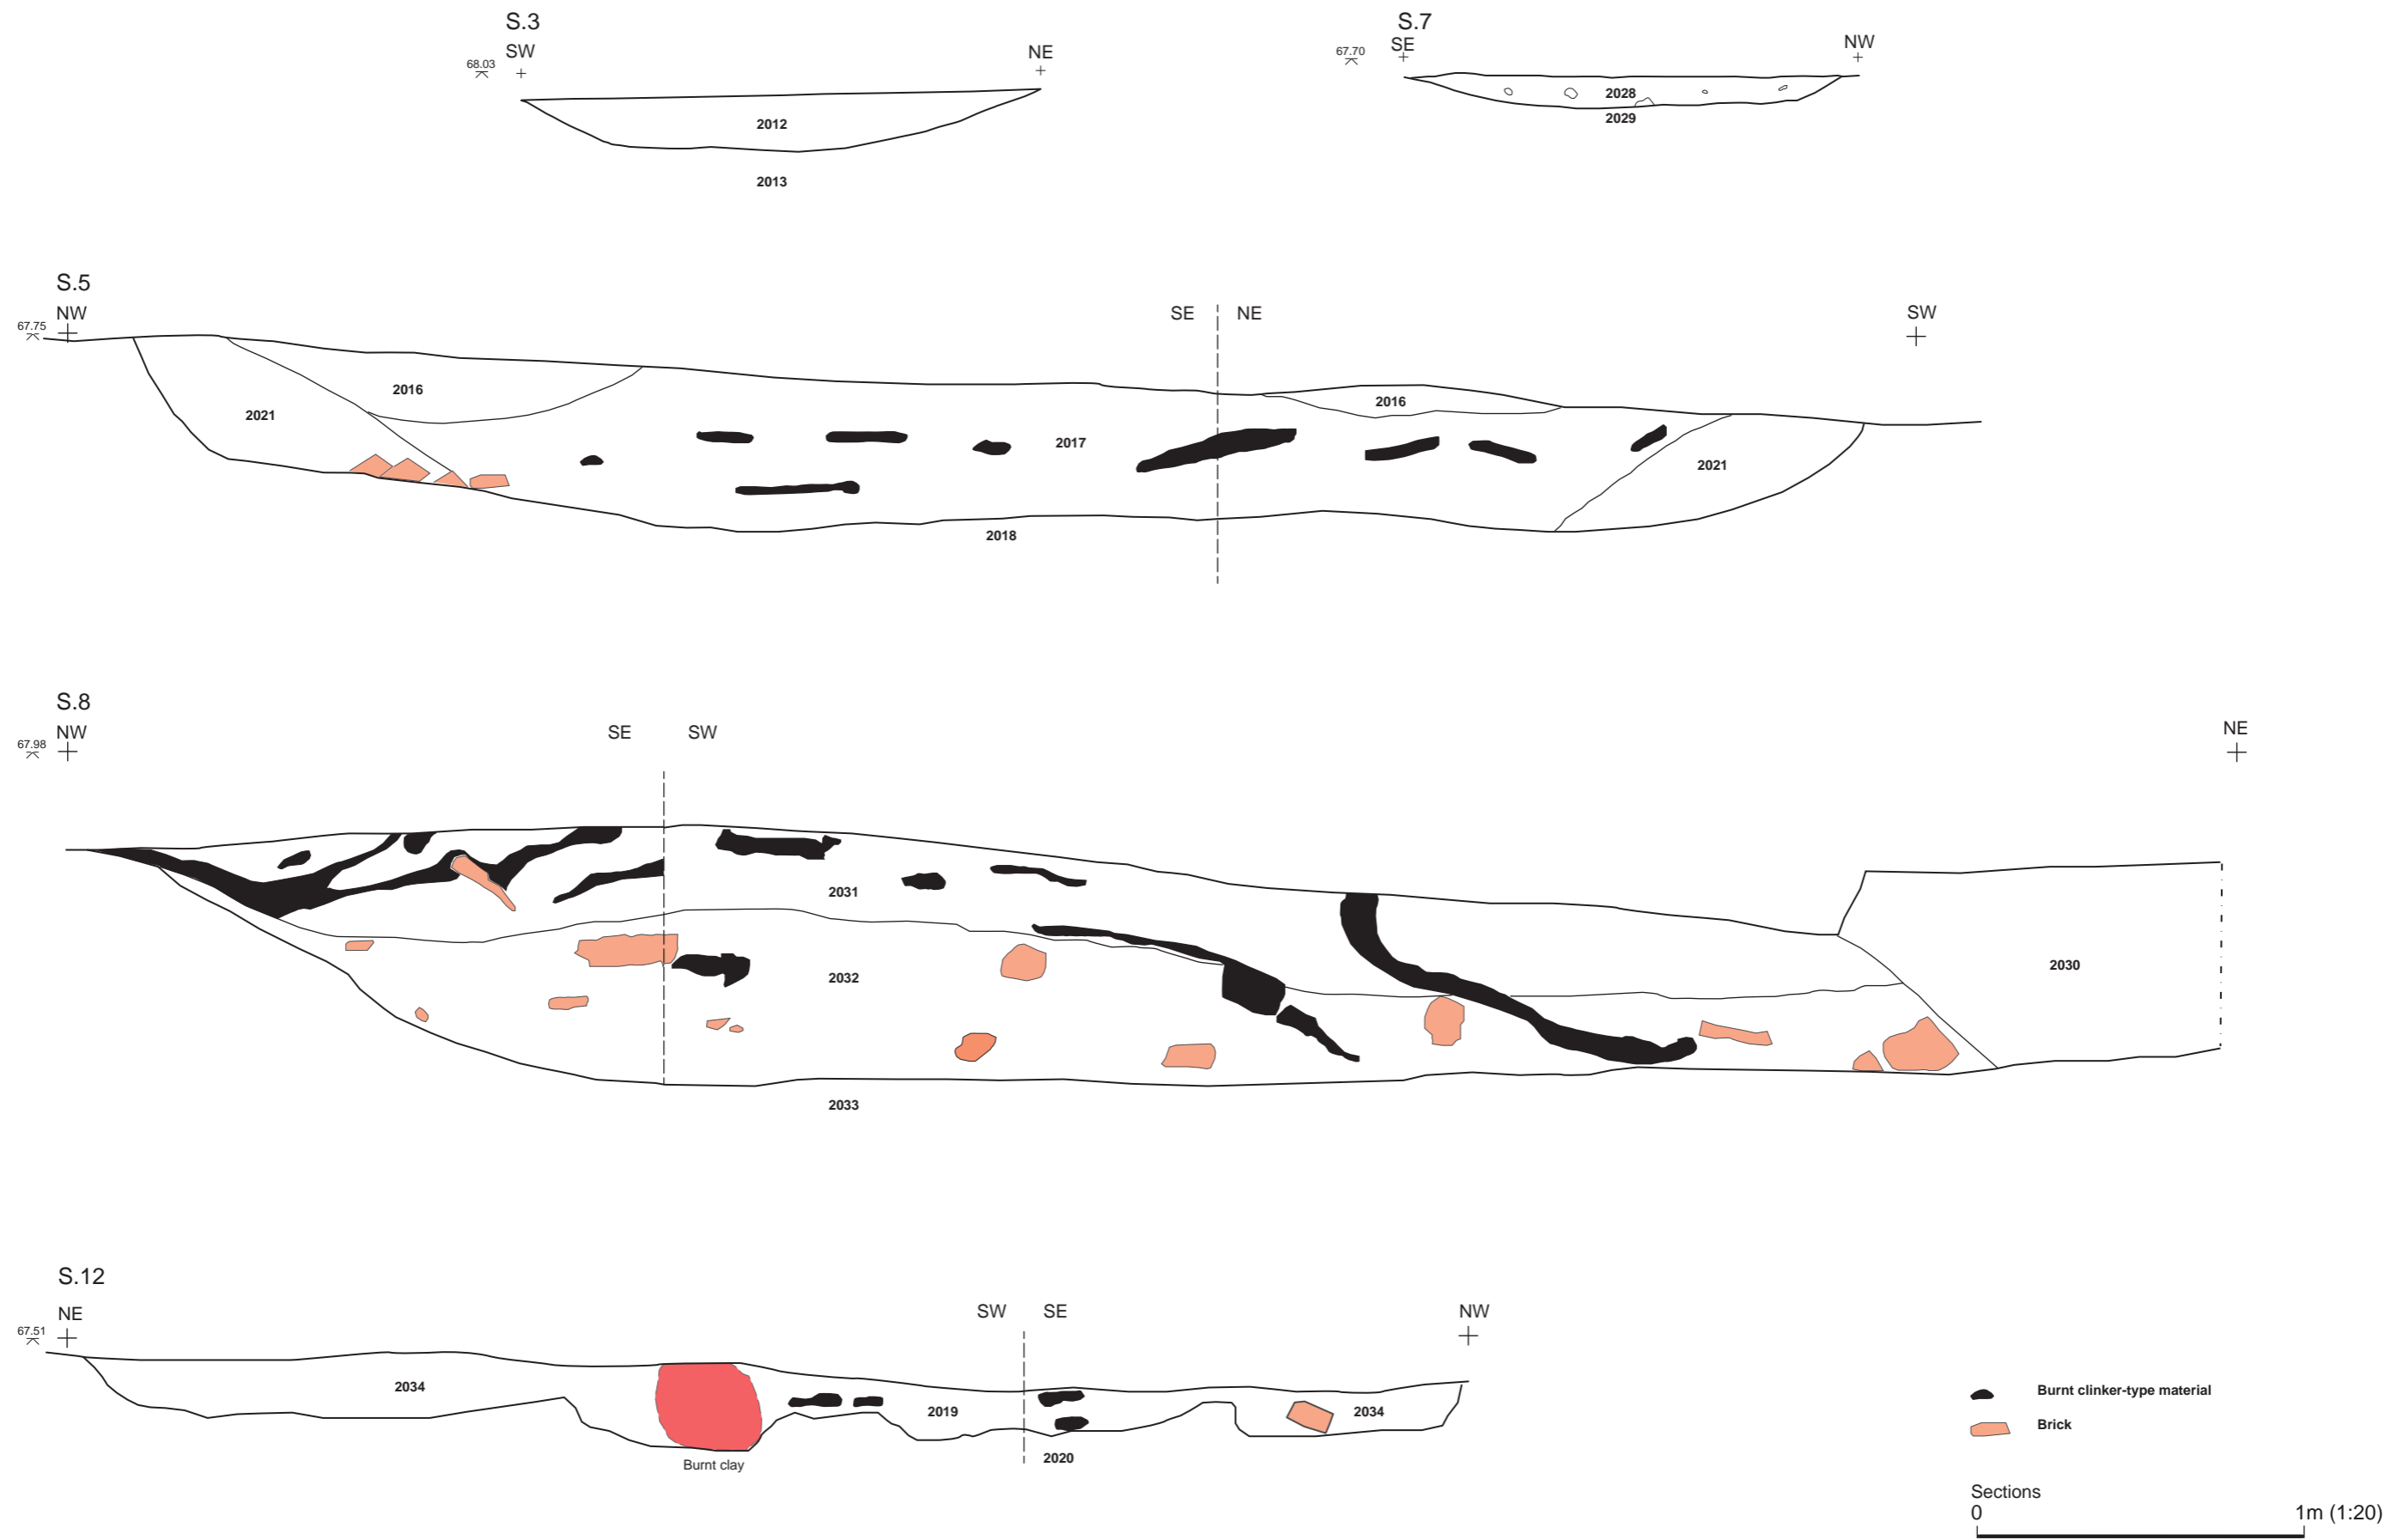 S.3
SW
NE
68.03
2012
2013
S.7
SE
NW
67.70
2028
2029
S.5
NW
SE
NE
SW
67.75
2016
2021
2017
2016
2021
2018
S.8
NW
SE
SW
NE
67.98
2031
2032
2030
2033
S.12
NE
SW
SE
NW
67.51
2034
2019
2034
2020
Burnt clay
Burnt clinker-type material
Brick
Sections
0
1m (1:20)